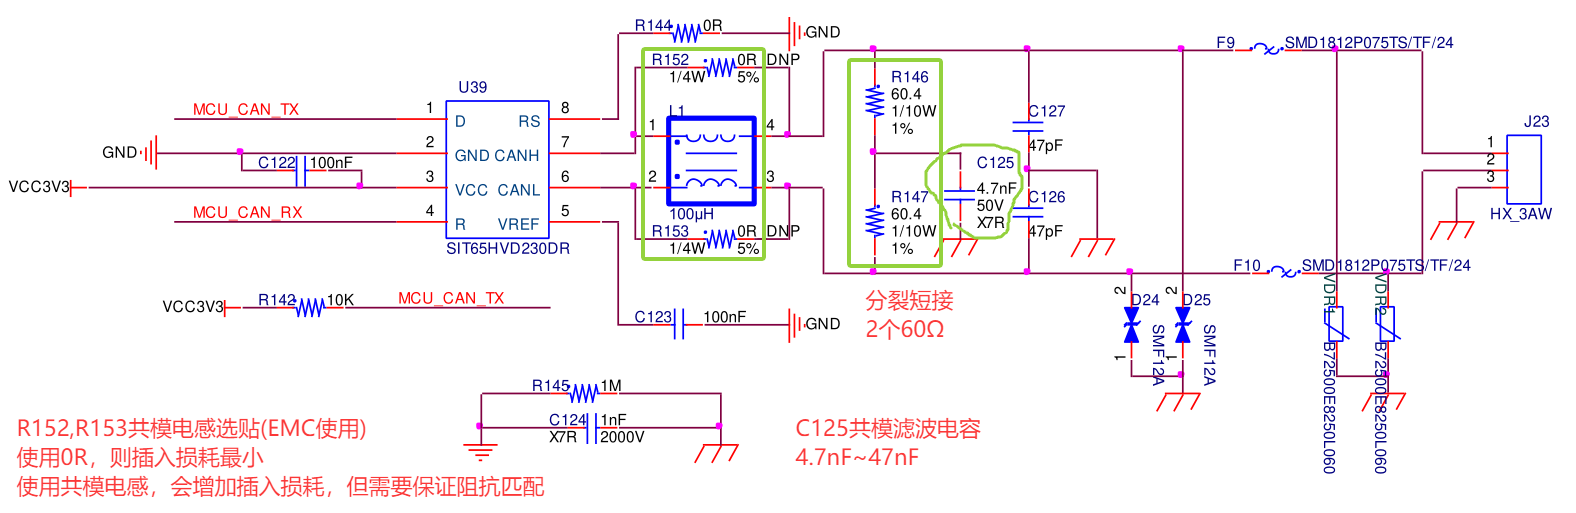 R144 0R GND
R152 0R DNP
1/4W 5%
F9 SMD1812P075TS/TF/24
U39
MCU_CAN_TX 1 D RS 8
L1
1 4
R146
60.4
1/10W
1%
C127
47pF
J23
1
2
3
HX_3AW
GND 2 GND CANH 7
C122 100nF
VCC3V3 3 VCC CANL 6
2 3
100μH
MCU_CAN_RX 4 R VREF 5
SIT65HVD230DR
R153 0R DNP
1/4W 5%
C125
4.7nF
50V
X7R
R147
60.4
1/10W
1%
C126
47pF
F10 SMD1812P075TS/TF/24
VCC3V3 R142 10K MCU_CAN_TX
C123 100nF GND
分裂短接
2个60Ω
2 D24 1 SMF12A
2 D25 1 SMF12A
VDR1 B72500E8250L060
VDR2 B72500E8250L060
R145 1M
C124 1nF
X7R 2000V
R152,R153共模电感选贴(EMC使用)
使用0R，则插入损耗最小
使用共模电感，会增加插入损耗，但需要保证阻抗匹配
C125共模滤波电容
4.7nF~47nF